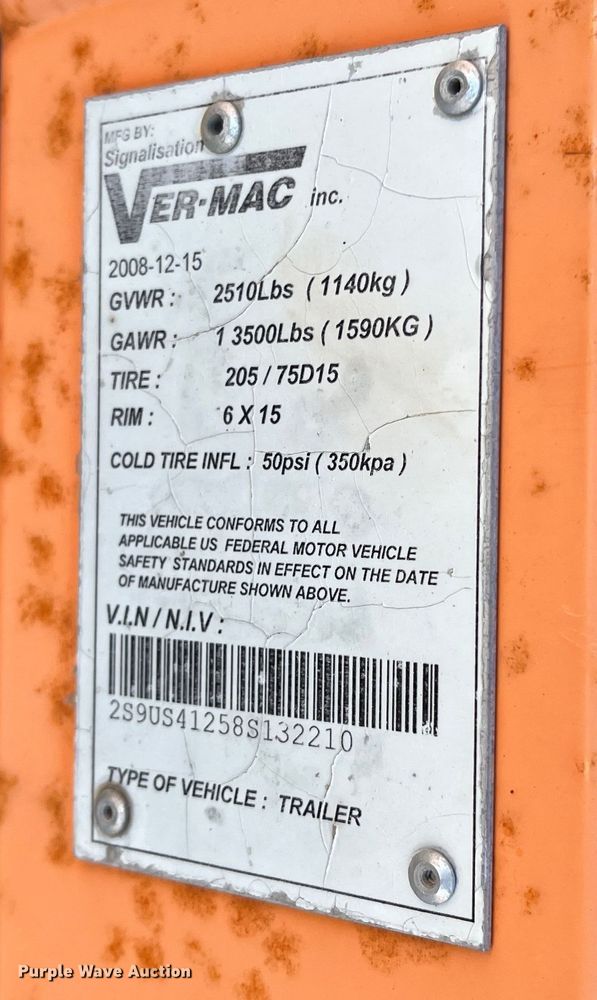 MFG BY:
Signalisation
VER-MAC inc.
2008-12-15
GVWR : 2510Lbs ( 1140kg )
GAWR : 1 3500Lbs ( 1590KG )
TIRE : 205 / 75D15
RIM : 6 X 15
COLD TIRE INFL : 50psi ( 350kpa )
THIS VEHICLE CONFORMS TO ALL
APPLICABLE US FEDERAL MOTOR VEHICLE
SAFETY STANDARDS IN EFFECT ON THE DATE
OF MANUFACTURE SHOWN ABOVE.
V.I.N / N.I.V :
2S9US41258S132210
TYPE OF VEHICLE : TRAILER
Purple Wave Auction